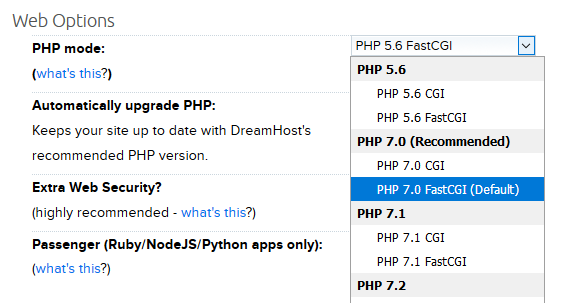 Web Options
PHP mode:
PHP 5.6 FastCGI
(what's this?)
PHP 5.6
PHP 5.6 CGI
PHP 5.6 FastCGI
Automatically upgrade PHP:
Keeps your site up to date with DreamHost's
recommended PHP version.
PHP 7.0 (Recommended)
PHP 7.0 CGI
PHP 7.0 FastCGI (Default)
Extra Web Security?
(highly recommended - what's this?)
PHP 7.1
PHP 7.1 CGI
PHP 7.1 FastCGI
Passenger (Ruby/NodeJS/Python apps only):
(what's this?)
PHP 7.2